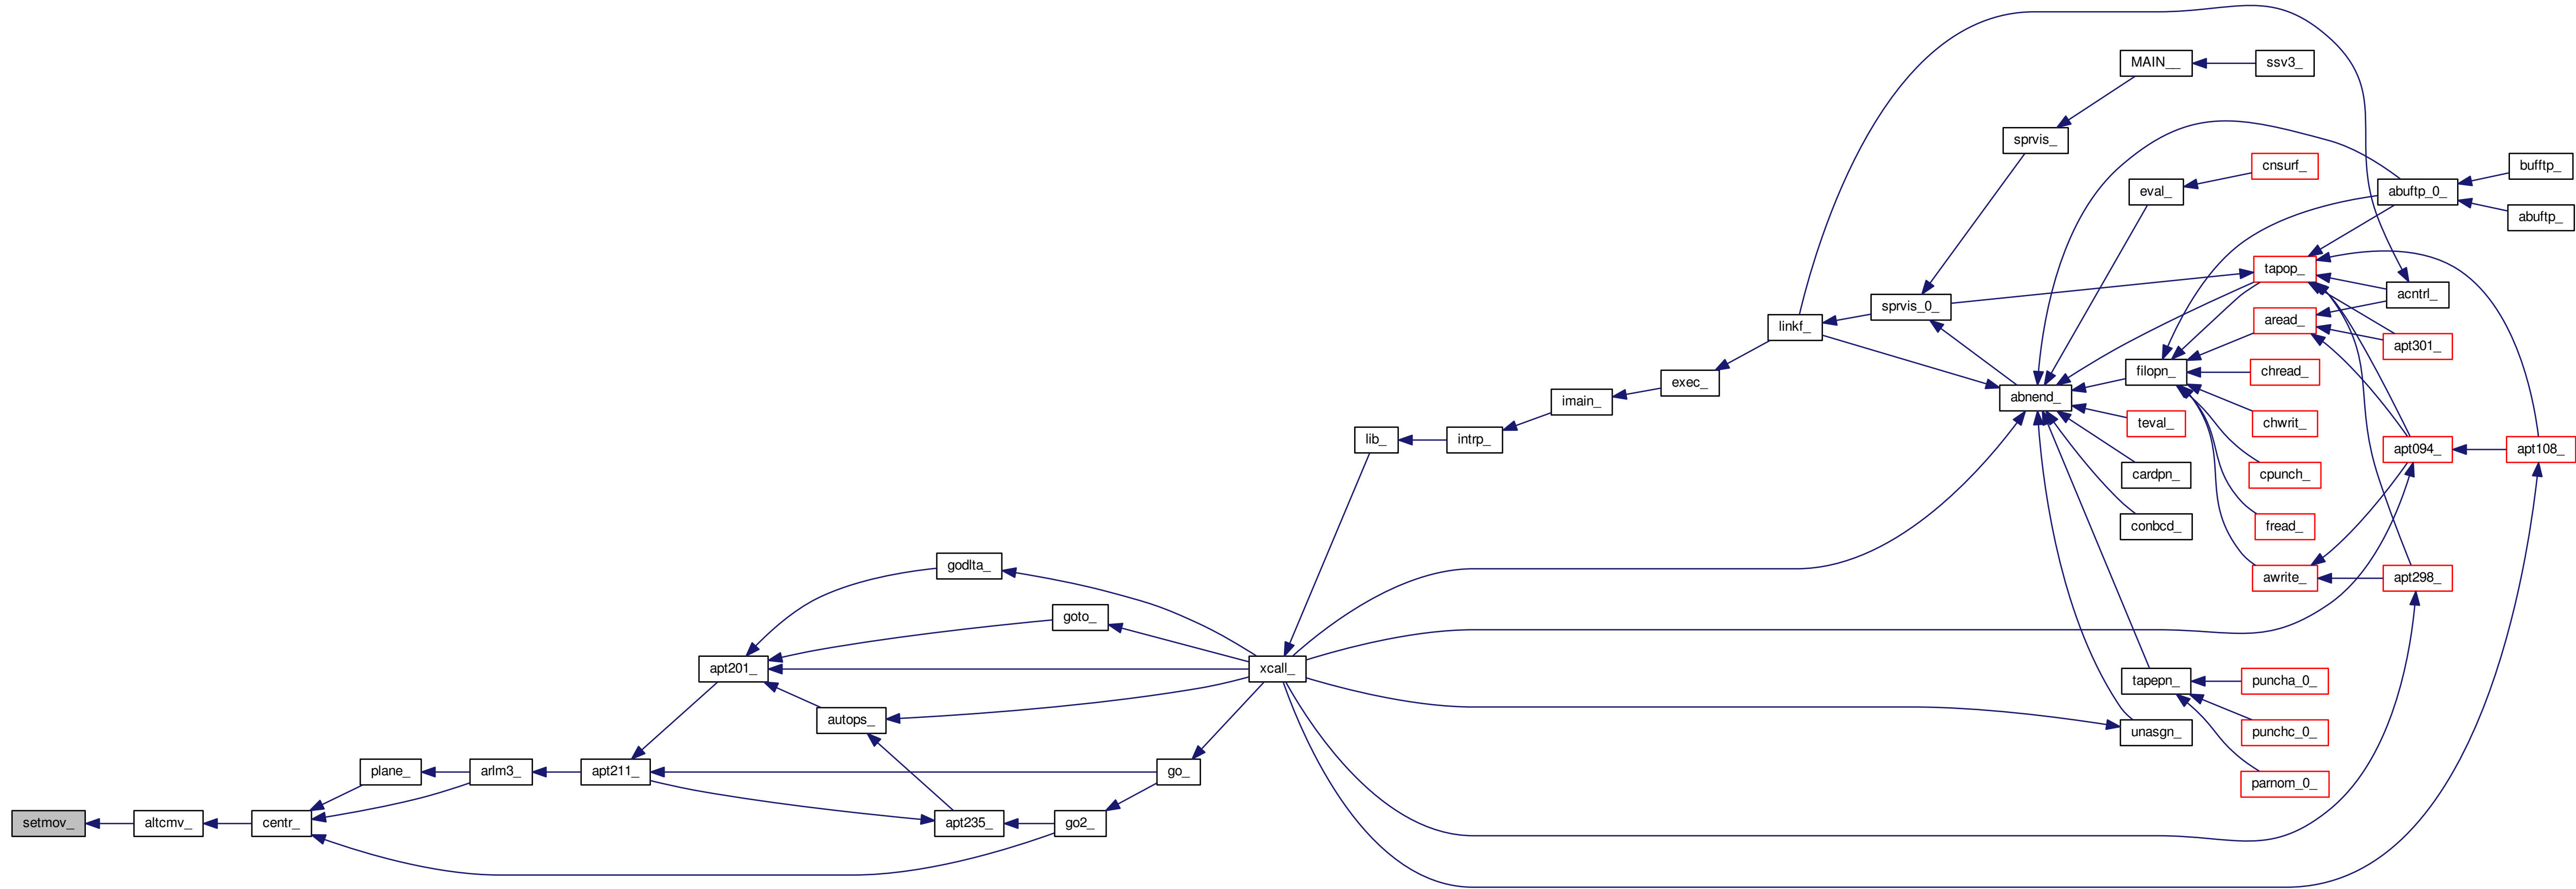 MAIN__
ssv3_
sprvis_
cnsurf_
bufftp_
eval_
abuftp_0_
abuftp_
tapop_
acntrl_
sprvis_0_
linkf_
aread_
apt301_
filopn_
chread_
exec_
abnend_
imain_
teval_
chwrit_
lib_
intrp_
apt094_
apt108_
cardpn_
cpunch_
conbcd_
fread_
godlta_
awrite_
apt298_
goto_
apt201_
xcall_
tapepn_
puncha_0_
autops_
unasgn_
punchc_0_
plane_
arlm3_
apt211_
go_
parnom_0_
setmov_
altcmv_
centr_
apt235_
go2_